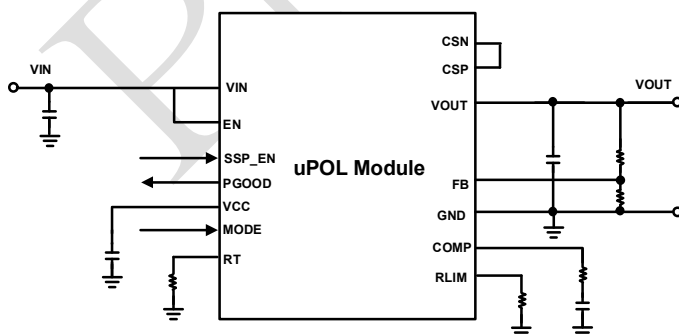 CSN
CSP
VIN
VIN
VOUT
VOUT
EN
SSP_EN
uPOL Module
PGOOD
FB
VCC
GND
MODE
COMP
RT
RLIM